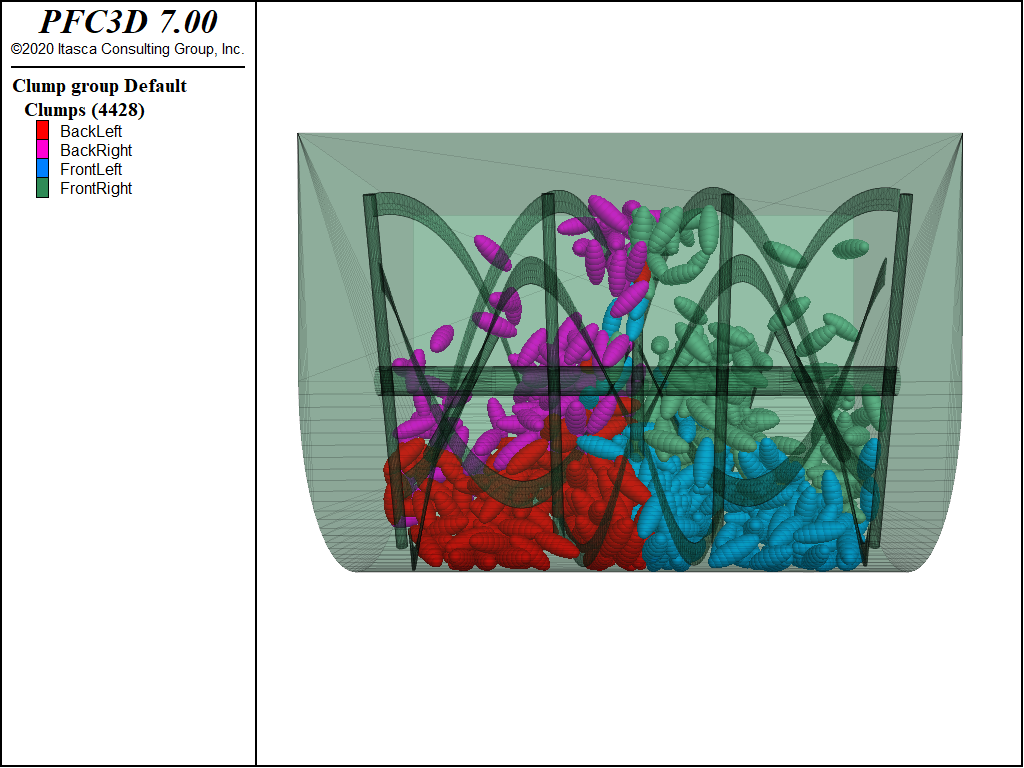 PFC3D 7.00
©2020 Itasca Consulting Group, Inc.
Clump group Default
Clumps (4428)
BackLeft
BackRight
FrontLeft
FrontRight